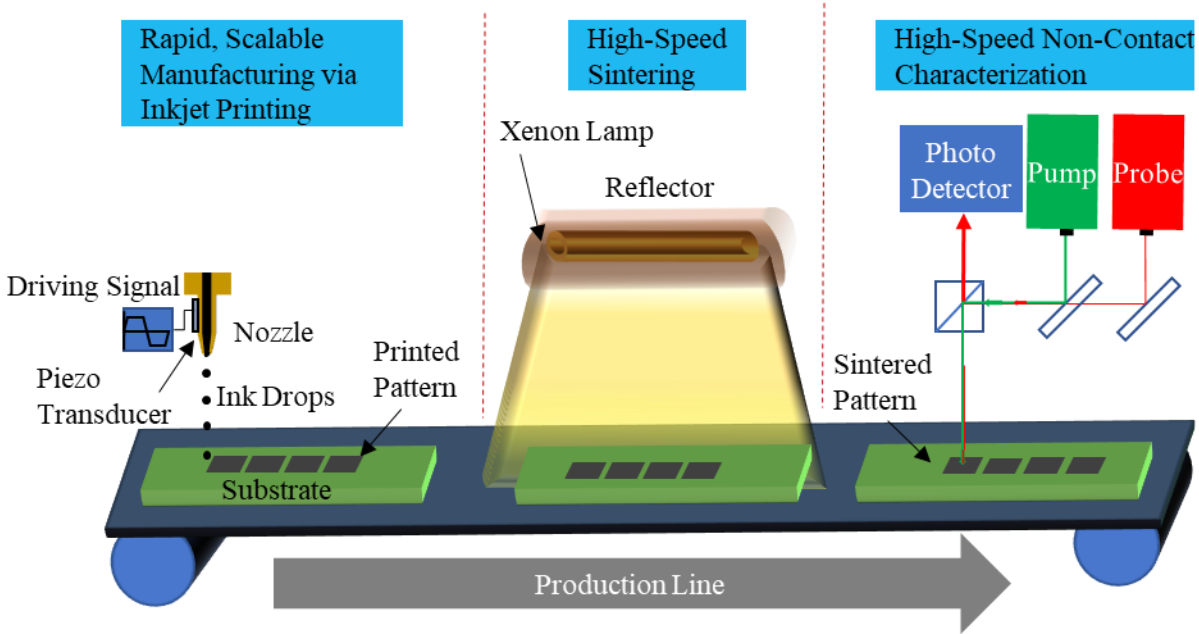 Rapid, Scalable
Manufacturing via
Inkjet Printing
High-Speed
Sintering
High-Speed Non-Contact
Characterization
Xenon Lamp
Reflector
Photo
Detector
Pump
Probe
Driving Signal
Nozzle
Piezo
Transducer
Ink Drops
Printed
Pattern
Sintered
Pattern
Substrate
Production Line